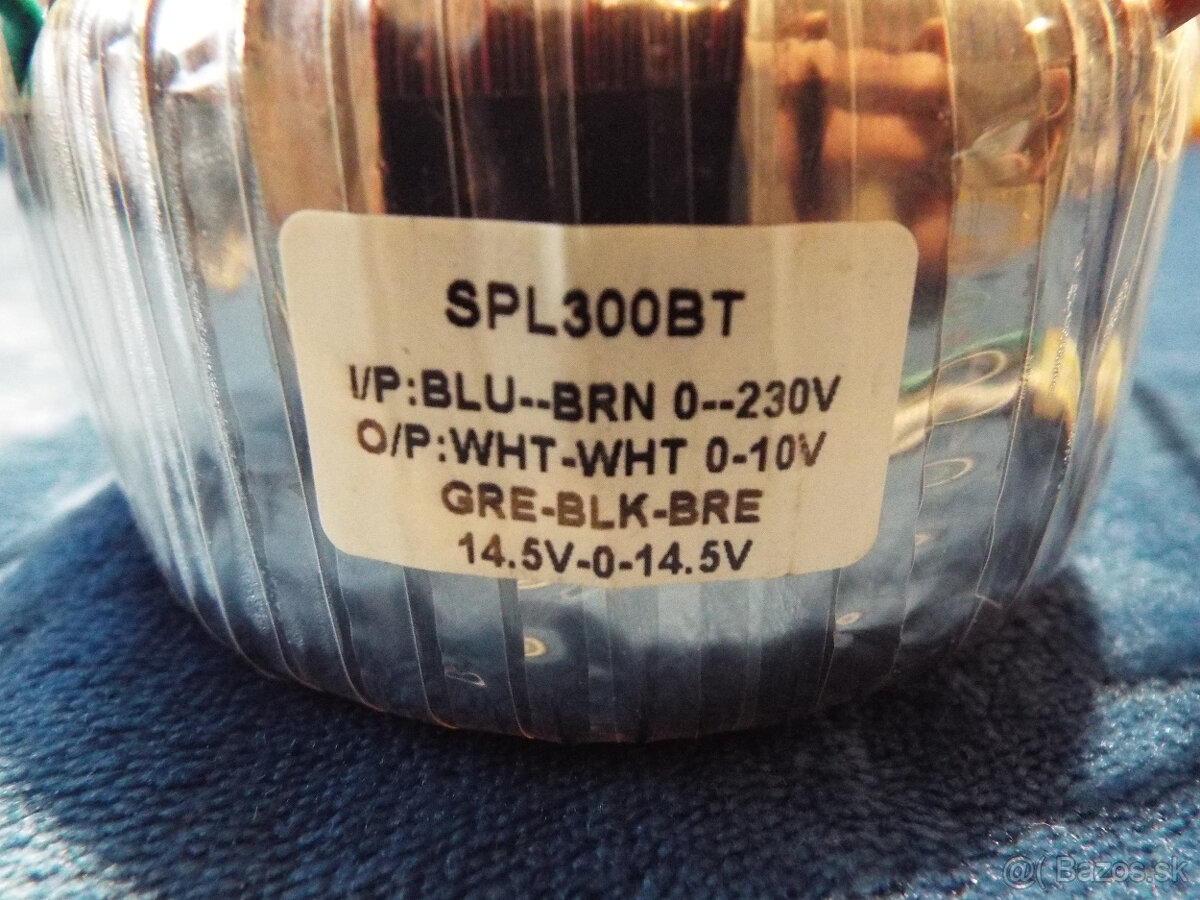 SPL300BT
I/P:BLU--BRN 0--230V
O/P:WHT-WHT 0-10V
GRE-BLK-BRE
14.5V-0-14.5V
@( Bazos.sk